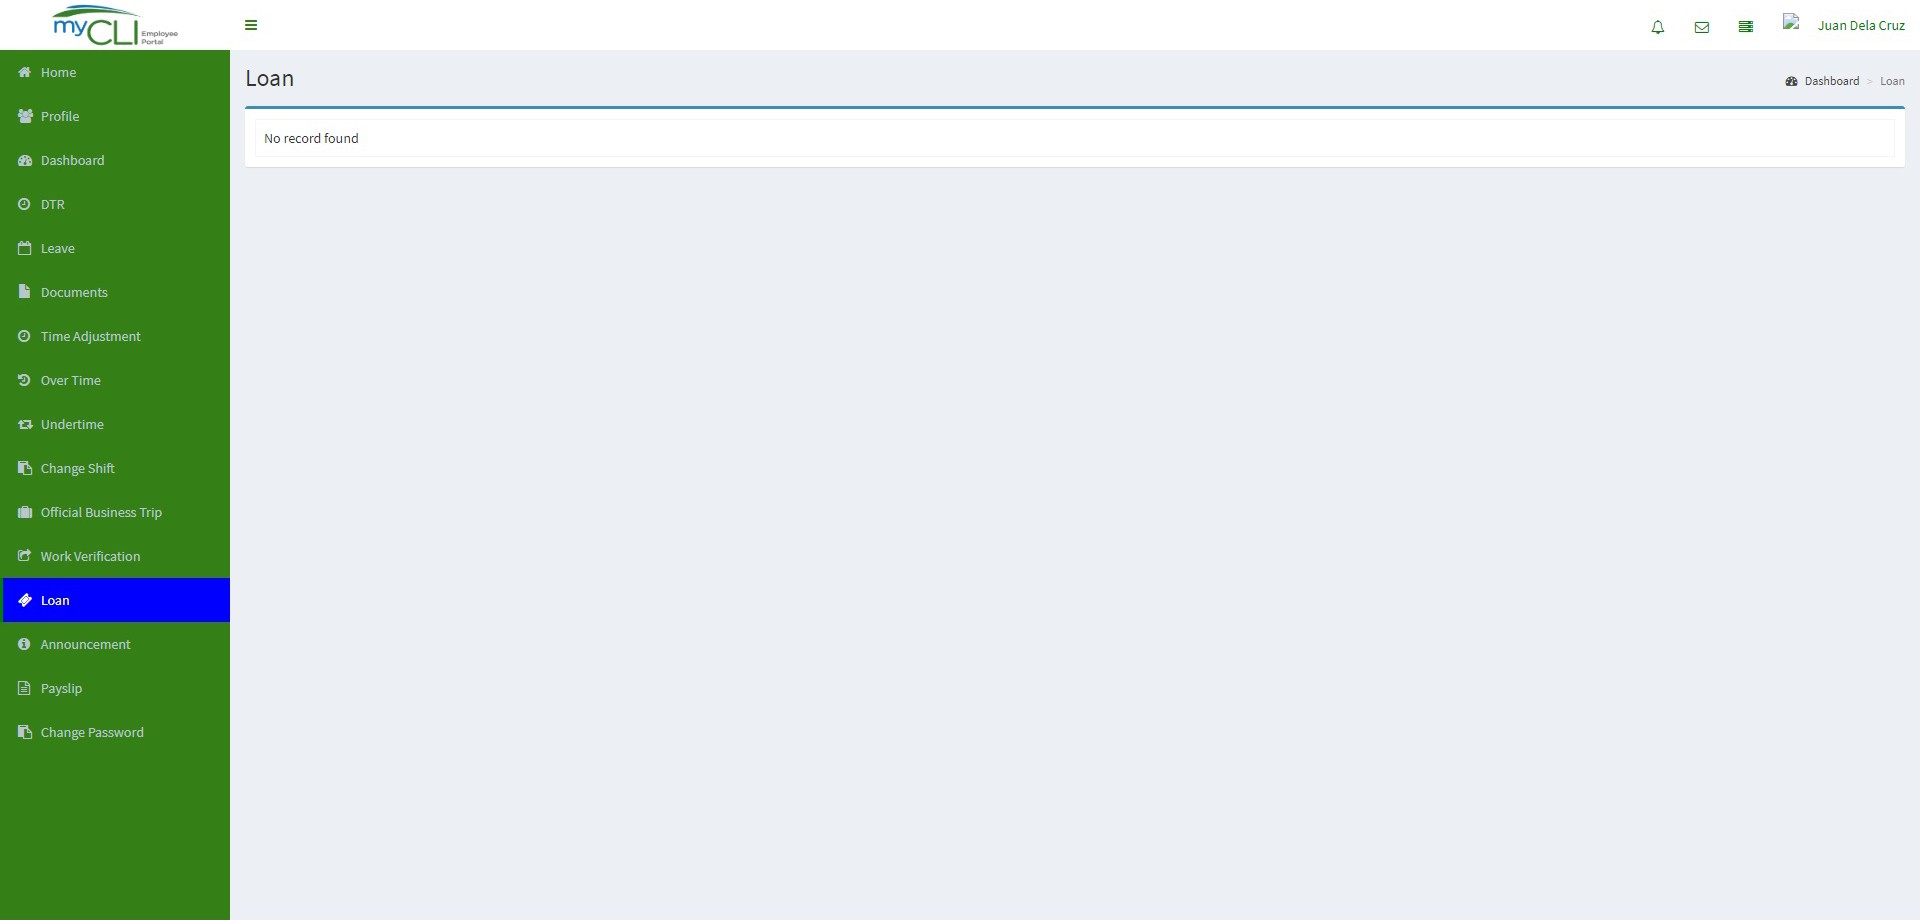 myCLI Employee
Portal
Juan Dela Cruz
Home
Profile
Dashboard
DTR
Leave
Documents
Time Adjustment
Over Time
Undertime
Change Shift
Official Business Trip
Work Verification
Loan
Announcement
Payslip
Change Password
Loan
Dashboard > Loan
No record found